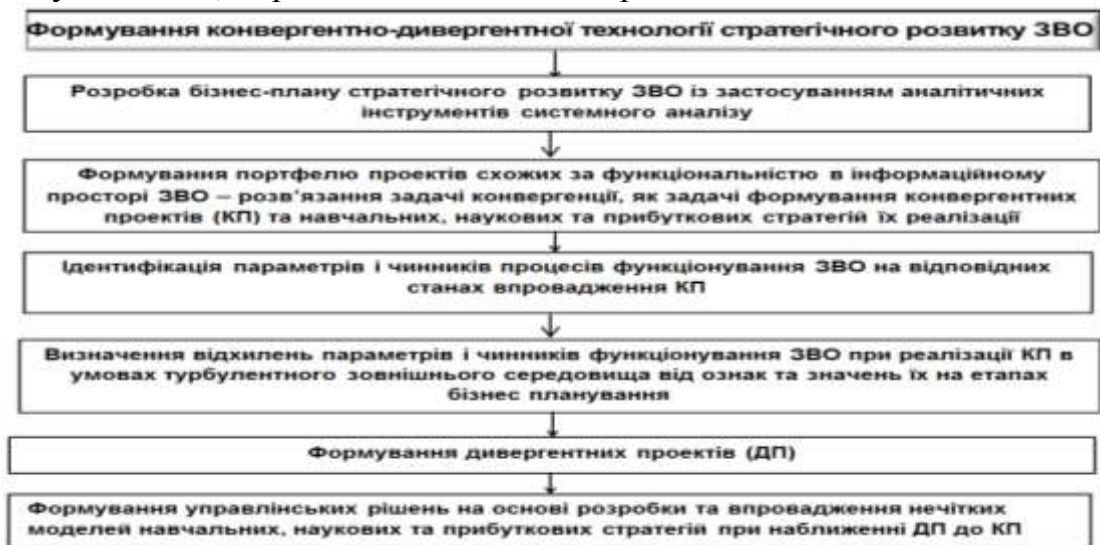 Формування конвергентно-дивергентної технології стратегічного розвитку ЗВО
Розробка бізнес-плану стратегічного розвитку ЗВО із застосуванням аналітичних
інструментів системного аналізу
Формування портфелю проектів схожих за функціональністю в інформаційному
просторі ЗВО – розв'язання задачі конвергенції, як задачі формування конвергентних
проектів (КП) та навчальних, наукових та прибуткових стратегій їх реалізації
Ідентифікація параметрів і чинників процесів функціонування ЗВО на відповідних
станах впровадження КП
Визначення відхилень параметрів і чинників функціонування ЗВО при реалізації КП в
умовах турбулентного зовнішнього середовища від ознак та значень їх на етапах
бізнес планування
Формування дивергентних проектів (ДП)
Формування управлінських рішень на основі розробки та впровадження нечітких
моделей навчальних, наукових та прибуткових стратегій при наближенні ДП до КП